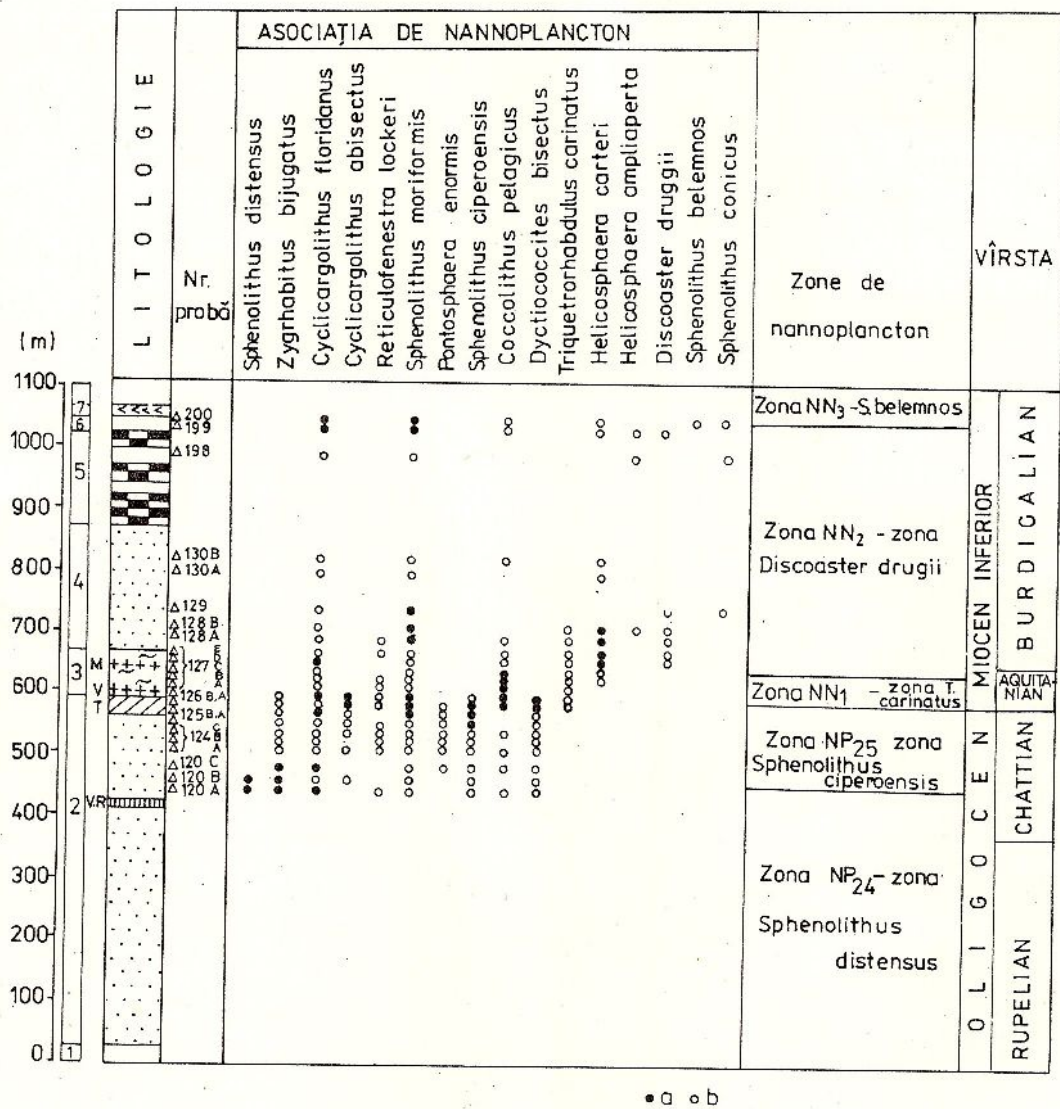 ASOCIAŢIA DE NANNOPLANCTON
LITOLOGIE
Nr.
probă
Sphenolithus distensus
Zygrhabitus bijugatus
Cyclicargolithus floridanus
Cyclicargolithus abisectus
Reticulofenestra lockeri
Sphenolithus moriformis
Pontosphaera enormis
Sphenolithus ciperoensis
Coccolithus pelagicus
Dyctiococcites bisectus
Triquetrorhabdulus carinatus
Helicosphaera carteri
Helicosphaera ampliaperta
Discoaster druggii
Sphenolithus belemnos
Sphenolithus conicus
Zone de
nannoplancton
VÎRSTA
(m)
1100
1000
900
800
700
600
500
400
300
200
100
0
7
6
5
4
3
2
1
M
V
T
V.R
200
199
198
130 B
130 A
129
128 B
128 A
E
D
127 C
B
A
126 B.A
125 B.A
C
124 B
A
120 C
120 B
120 A
Zona NN3 - S. belemnos
Zona NN2 - zona
Discoaster drugii
Zona NN1 - zona T.
carinatus
Zona NP25 zona
Sphenolithus
ciperoensis
Zona NP24 - zona
Sphenolithus
distensus
MIOCEN INFERIOR
OLIGOCEN
BURDIGALIAN
AQUITA-
NIAN
CHATTIAN
RUPELIAN
a b